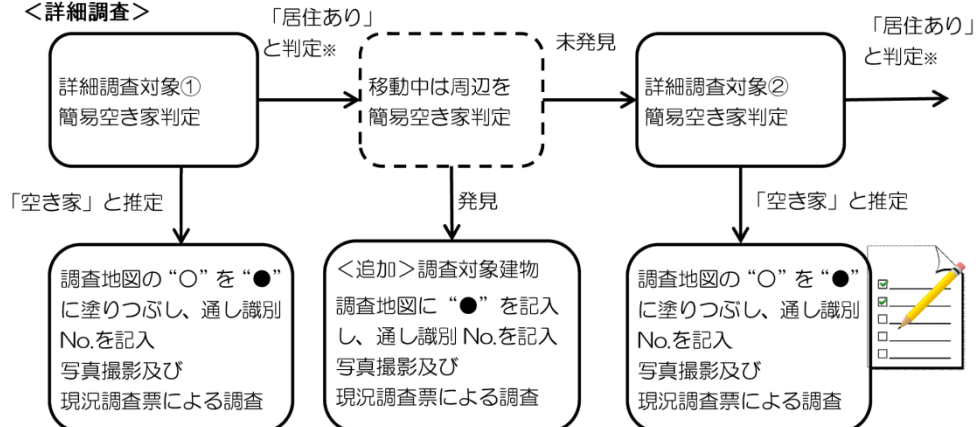 ＜詳細調査＞
「居住あり」
と判定※
「居住あり」
と判定※
未発見
詳細調査対象①
簡易空き家判定
移動中は周辺を
簡易空き家判定
詳細調査対象②
簡易空き家判定
「空き家」と推定
発見
「空き家」と推定
調査地図の“○”を“●”
に塗りつぶし、通し識別
No.を記入
写真撮影及び
現況調査票による調査
＜追加＞調査対象建物
調査地図に“●”を記入
し、通し識別 No.を記入
写真撮影及び
現況調査票による調査
調査地図の“○”を“●”
に塗りつぶし、通し識別
No.を記入
写真撮影及び
現況調査票による調査